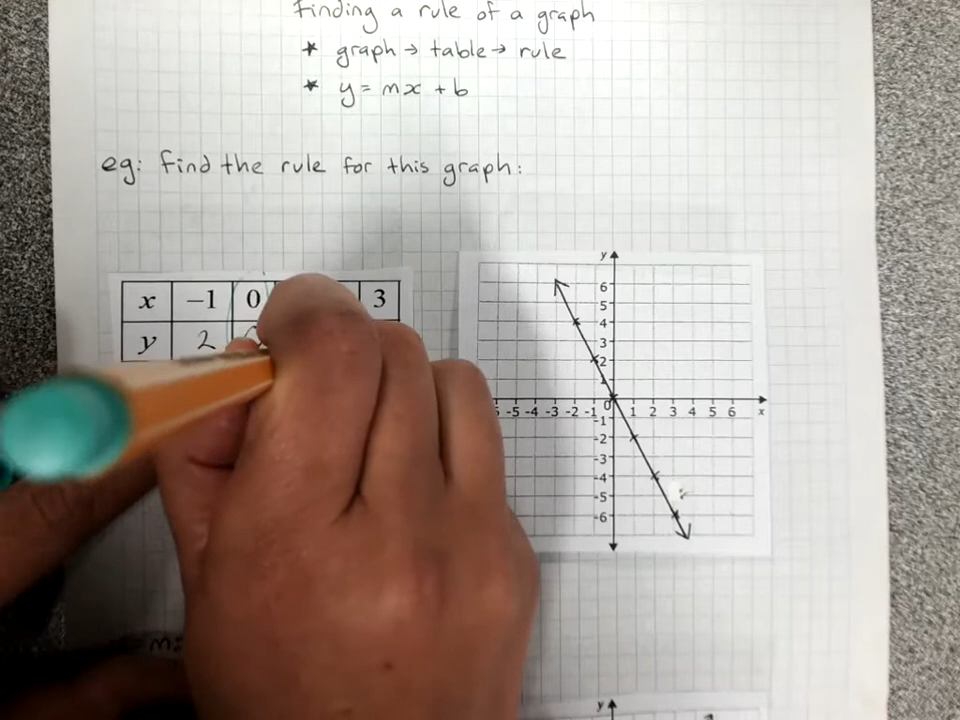 Finding a rule of a graph
* graph → table → rule
* y = mx + b
eg: find the rule for this graph:
x −1 0 3
y 2
y
6
5
4
3
2
1
-5 -4 -3 -2 -1 0 1 2 3 4 5 6 x
-1
-2
-3
-4
-5
-6
y